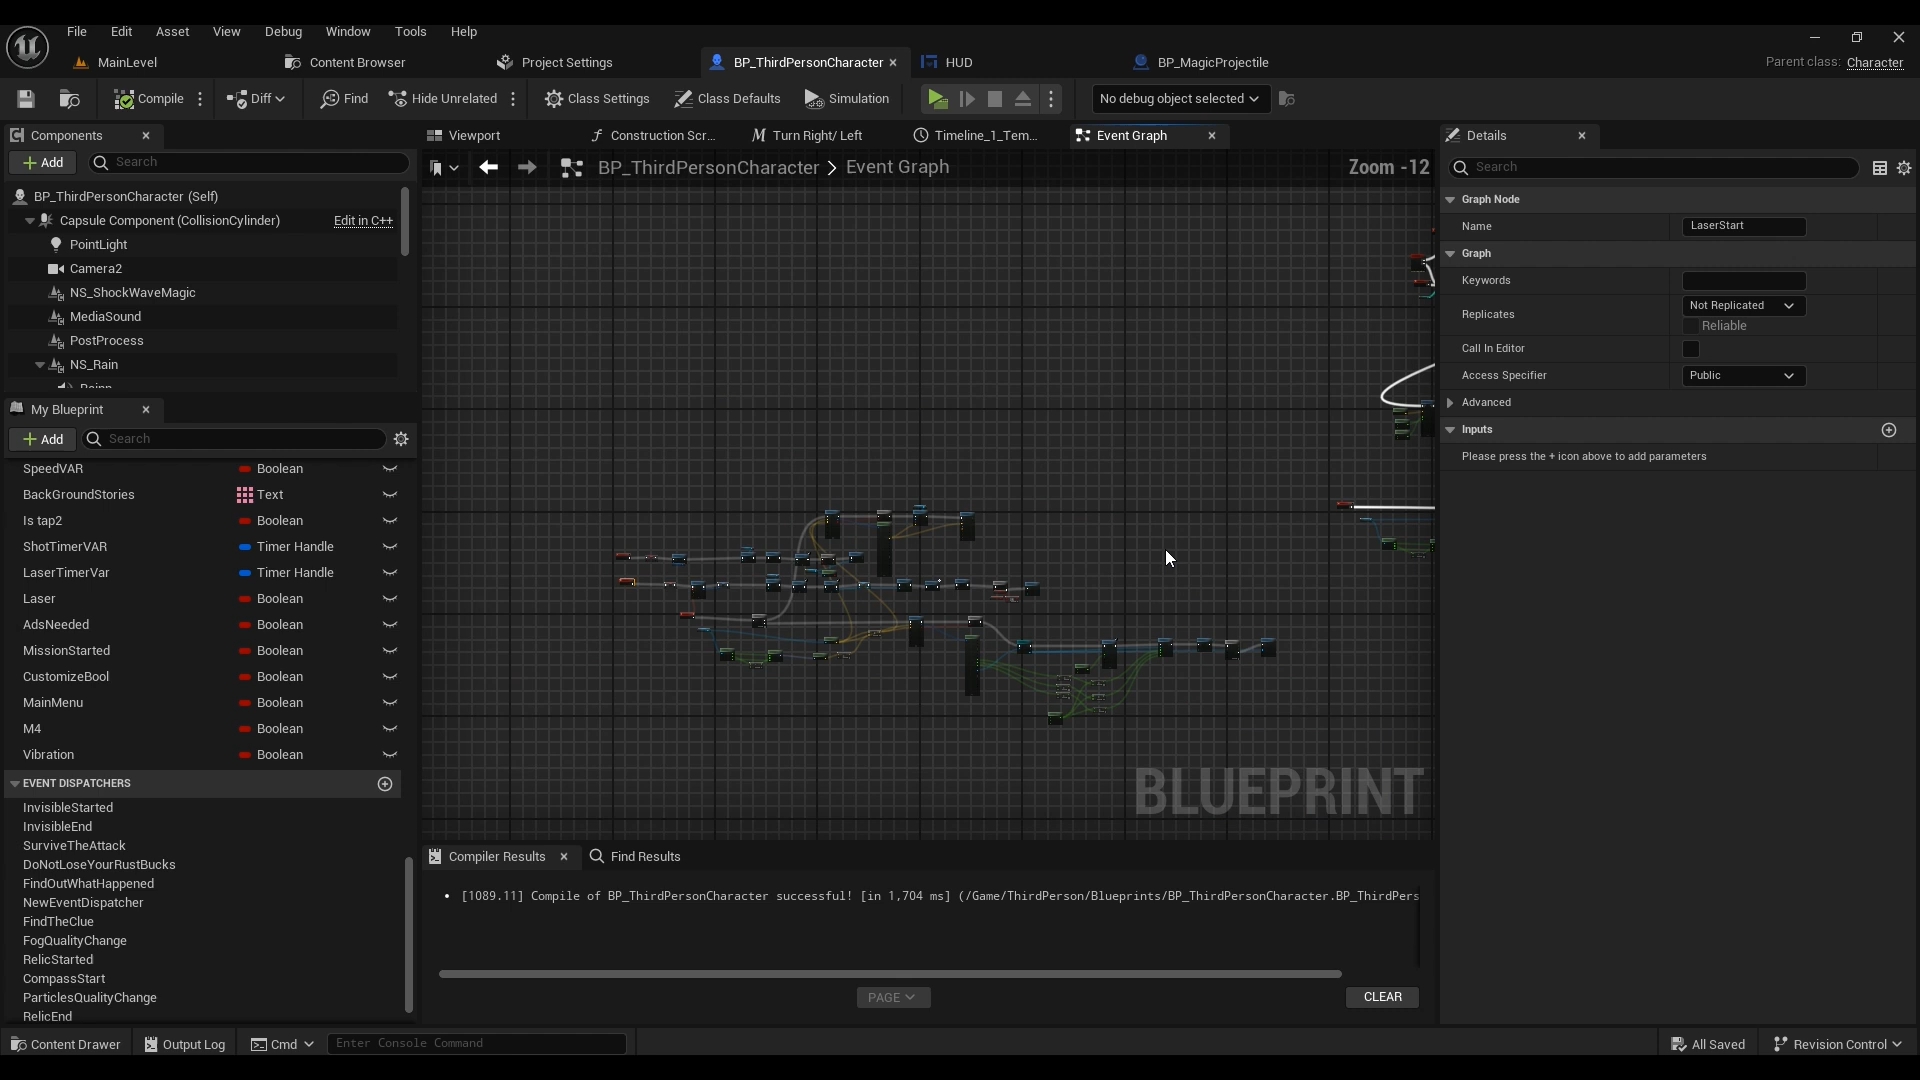 File Edit Asset View Window Debug Tools Help
MainLevel Content Browser Project Settings BP_ThirdPersonCharacter HUD BP_MagicProjectile Parent class: Character
Compile Diff Find Hide Unrelated Class Settings Class Defaults Simulation No debug object selected
Components Viewport Construction Scr... Turn Right/ Left Timeline_1_Tem... Event Graph Details
Add Search BP_ThirdPersonCharacter > Event Graph Zoom -12 Search
BP_ThirdPersonCharacter (Self)
Capsule Component (CollisionCylinder) Edit in C++
PointLight
Camera2
NS_ShockWaveMagic
MediaSound
PostProcess
NS_Rain
My Blueprint
Add Search
SpeedVAR Boolean
BackGroundStories Text
Is tap2 Boolean
ShotTimerVAR Timer Handle
LaserTimerVar Timer Handle
Laser Boolean
AdsNeeded Boolean
MissionStarted Boolean
CustomizeBool Boolean
MainMenu Boolean
M4 Boolean
Vibration Boolean
EVENT DISPATCHERS
InvisibleStarted
InvisibleEnd
SurviveTheAttack
DoNotLoseYourRustBucks
FindOutWhatHappened
NewEventDispatcher
FindTheClue
FogQualityChange
RelicStarted
CompassStart
ParticlesQualityChange
RelicEnd
BLUEPRINT
Compiler Results Find Results
[1089.11] Compile of BP_ThirdPersonCharacter successful! [in 1,704 ms] (/Game/ThirdPerson/Blueprints/BP_ThirdPersonCharacter.BP_ThirdPers
PAGE CLEAR
Graph Node
Name LaserStart
Graph
Keywords
Replicates Not Replicated
Reliable
Call In Editor
Access Specifier Public
Advanced
Inputs
Please press the + icon above to add parameters
Content Drawer Output Log Cmd Enter Console Command All Saved Revision Control